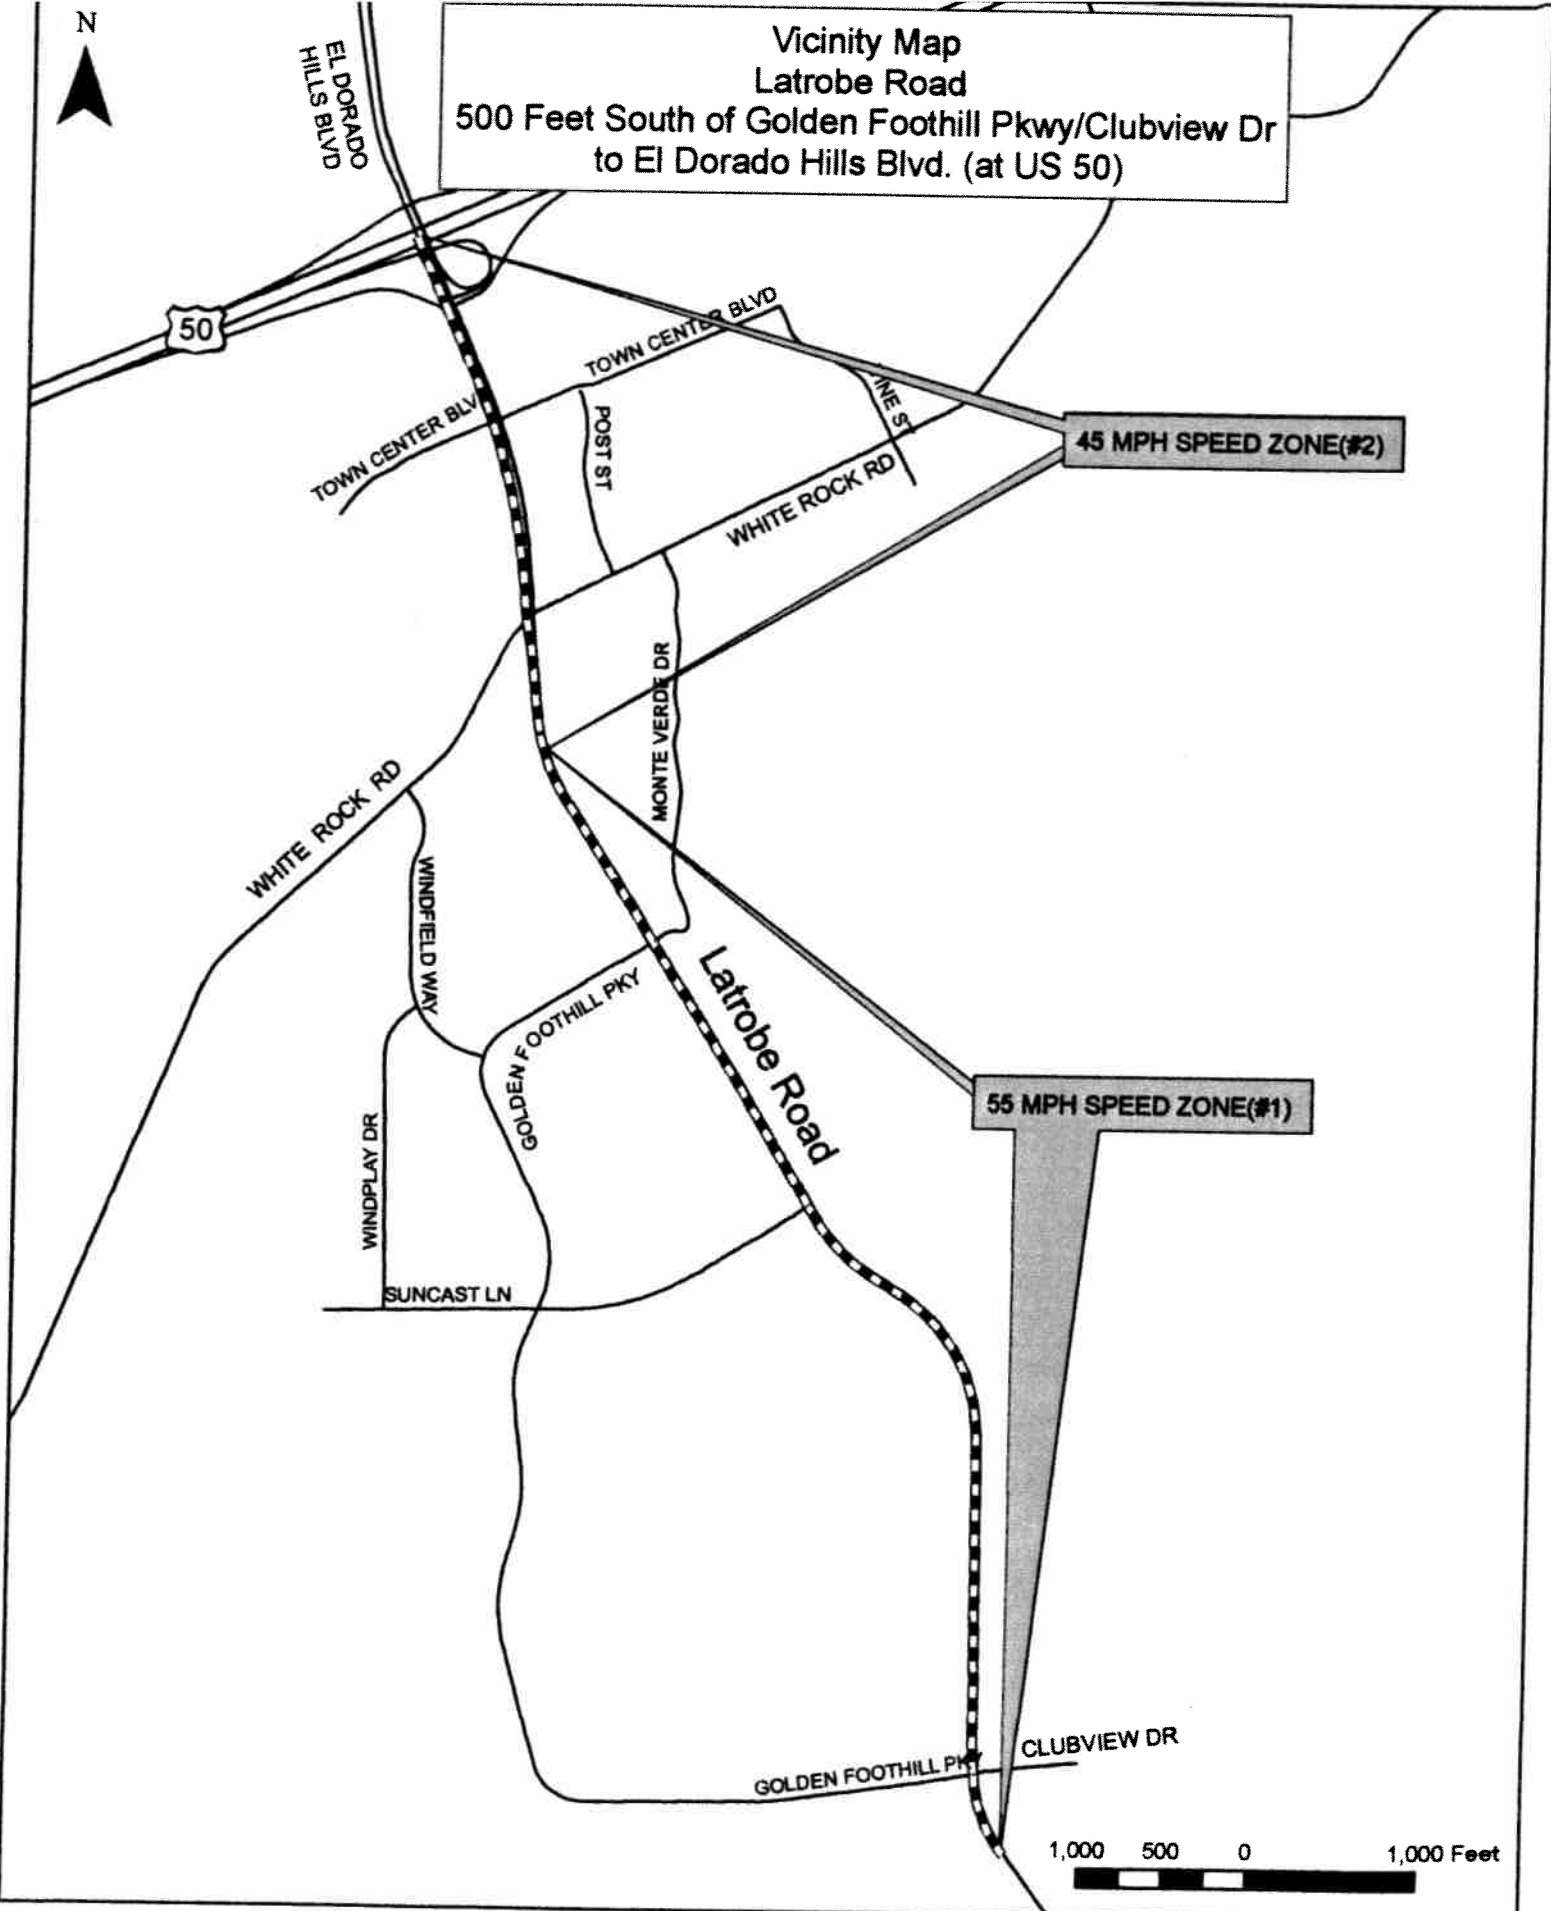 N
EL DORADO
HILLS BLVD
Vicinity Map
Latrobe Road
500 Feet South of Golden Foothill Pkwy/Clubview Dr
to El Dorado Hills Blvd. (at US 50)
50
TOWN CENTER BLVD
TOWN CENTER BLV
POST ST
INE ST
WHITE ROCK RD
45 MPH SPEED ZONE(#2)
MONTE VERDE DR
WHITE ROCK RD
WINDFIELD WAY
GOLDEN FOOTHILL PKY
Latrobe Road
55 MPH SPEED ZONE(#1)
WINDPLAY DR
SUNCAST LN
GOLDEN FOOTHILL PKY
CLUBVIEW DR
1,000 500 0 1,000 Feet